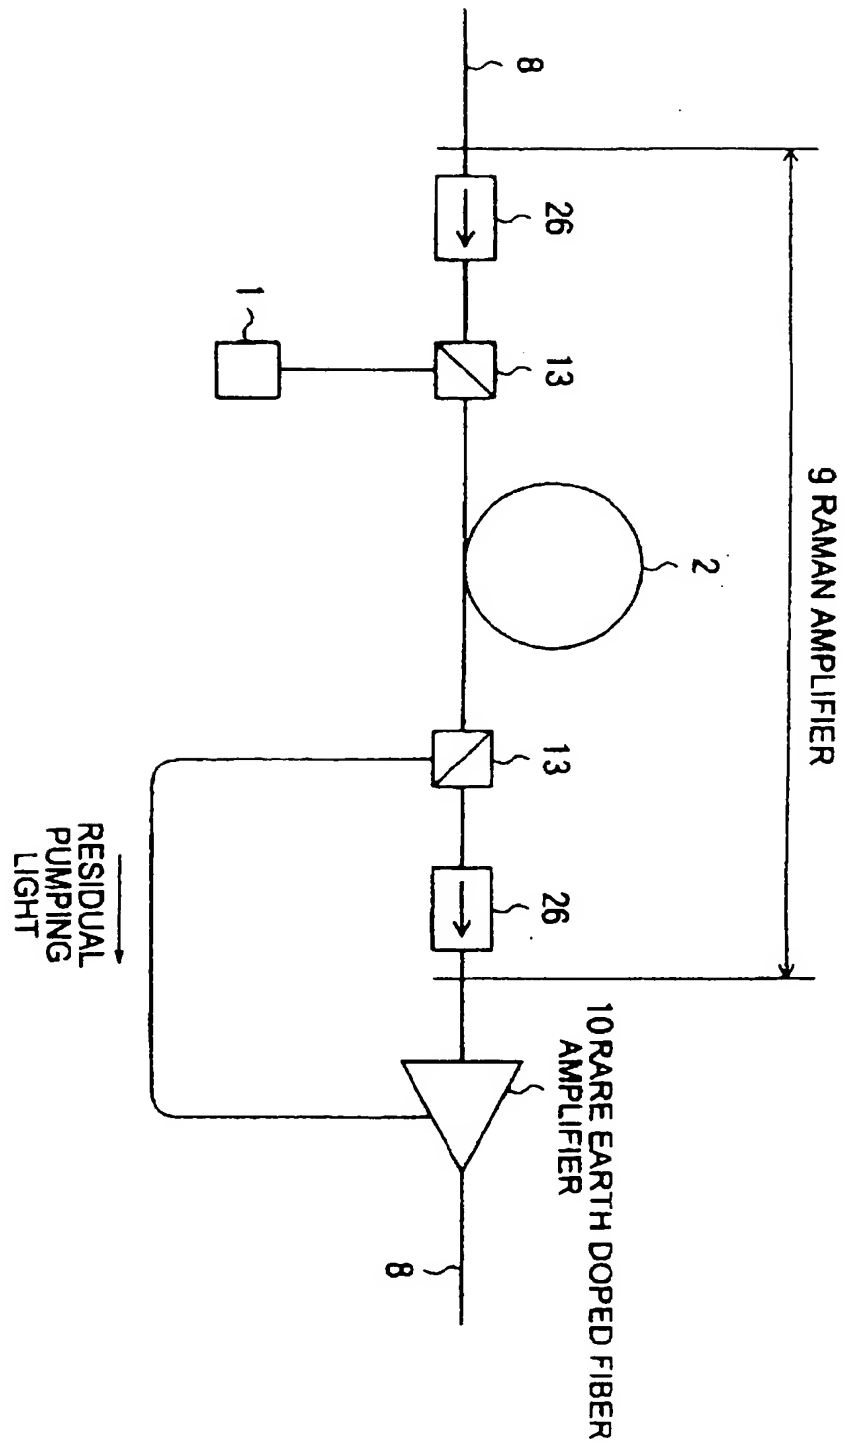 9 RAMAN AMPLIFIER
8
26
13
2
13
26
10 RARE EARTH DOPED FIBER
AMPLIFIER
1
8
RESIDUAL
PUMPING
LIGHT